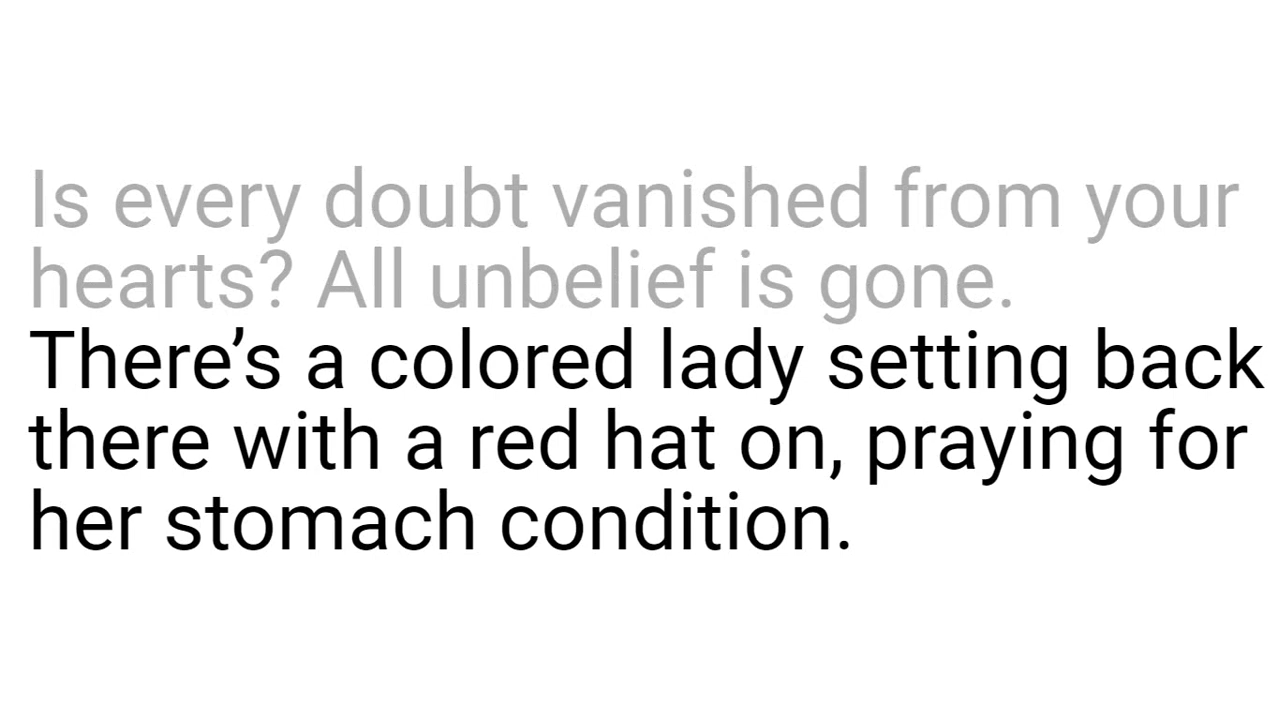 Is every doubt vanished from your
hearts? All unbelief is gone.
There’s a colored lady setting back
there with a red hat on, praying for
her stomach condition.